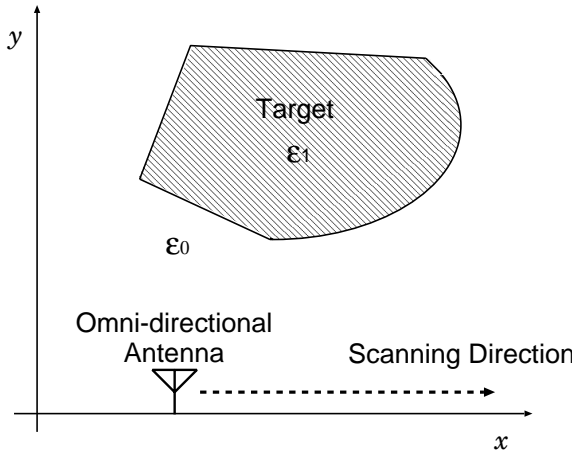 y
Target
ε1
ε0
Omni-directional
Antenna
Scanning Direction
x